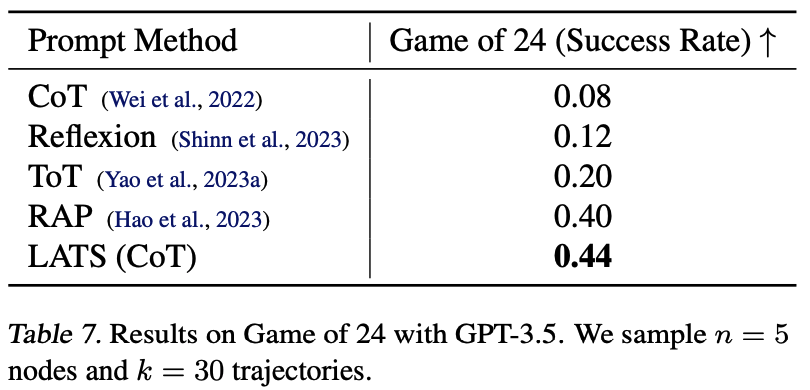 Prompt Method Game of 24 (Success Rate) ↑
CoT (Wei et al., 2022) 0.08
Reflexion (Shinn et al., 2023) 0.12
ToT (Yao et al., 2023a) 0.20
RAP (Hao et al., 2023) 0.40
LATS (CoT) 0.44
Table 7. Results on Game of 24 with GPT-3.5. We sample n = 5
nodes and k = 30 trajectories.